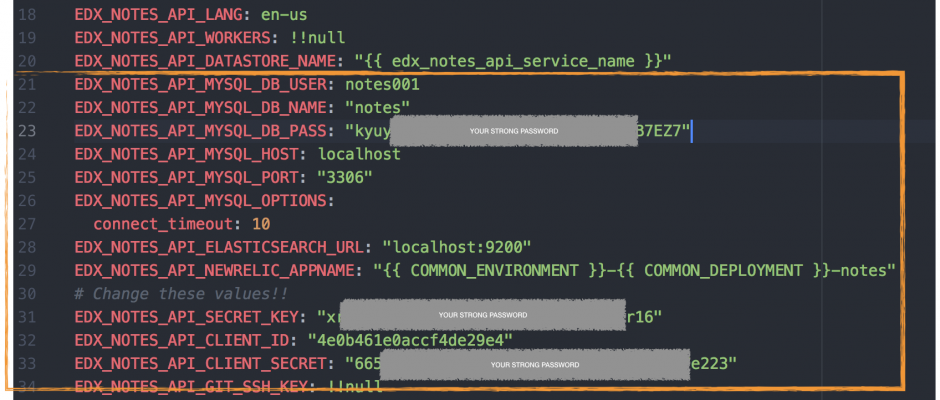 18 EDX_NOTES_API_LANG: en-us
19 EDX_NOTES_API_WORKERS: !!null
20 EDX_NOTES_API_DATASTORE_NAME: "{{ edx_notes_api_service_name }}"
21 EDX_NOTES_API_MYSQL_DB_USER: notes001
22 EDX_NOTES_API_MYSQL_DB_NAME: "notes"
23 EDX_NOTES_API_MYSQL_DB_PASS: "kyuy YOUR STRONG PASSWORD 37EZ7"
24 EDX_NOTES_API_MYSQL_HOST: localhost
25 EDX_NOTES_API_MYSQL_PORT: "3306"
26 EDX_NOTES_API_MYSQL_OPTIONS:
27 connect_timeout: 10
28 EDX_NOTES_API_ELASTICSEARCH_URL: "localhost:9200"
29 EDX_NOTES_API_NEWRELIC_APPNAME: "{{ COMMON_ENVIRONMENT }}-{{ COMMON_DEPLOYMENT }}-notes"
30 # Change these values!!
31 EDX_NOTES_API_SECRET_KEY: "xr YOUR STRONG PASSWORD r16"
32 EDX_NOTES_API_CLIENT_ID: "4e0b461e0accf4de29e4"
33 EDX_NOTES_API_CLIENT_SECRET: "665 YOUR STRONG PASSWORD e223"
34 EDX_NOTES_API_GIT_SSH_KEY: !!null